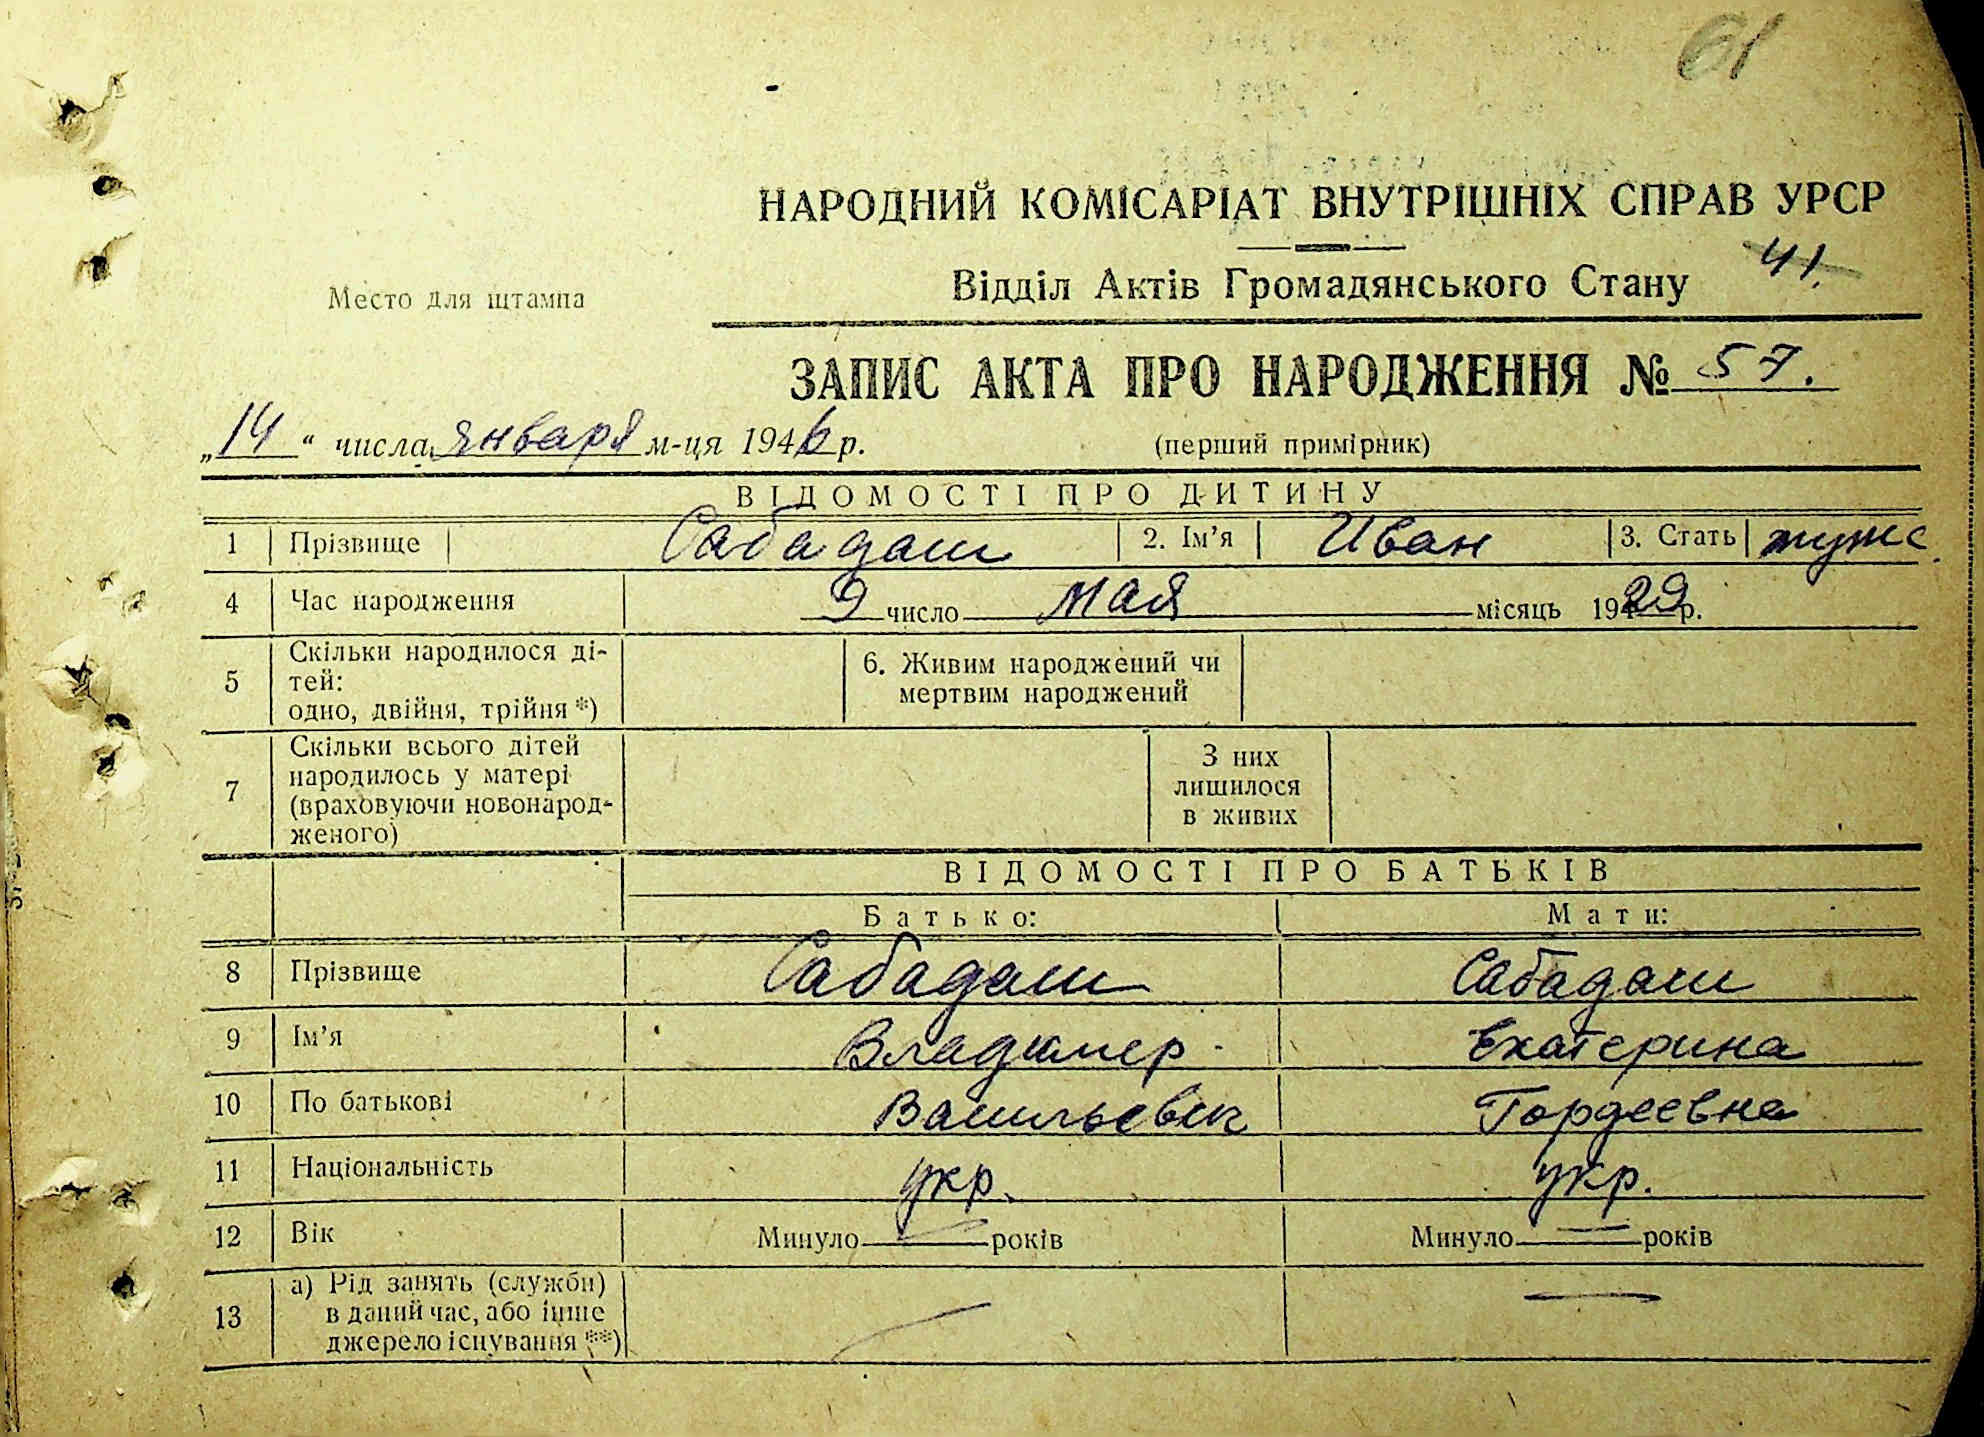 61
НАРОДНИЙ КОМІСАРІАТ ВНУТРІШНІХ СПРАВ УРСР
Место для штампа
Відділ Актів Громадянського Стану 41.
ЗАПИС АКТА ПРО НАРОДЖЕННЯ № 57.
„14“ числа января м-ця 1946 р. (перший примірник)
ВІДОМОСТІ ПРО ДИТИНУ
1 Прізвище Сабадаш 2. Ім’я Иван 3. Стать мужс
4 Час народження 9 число мая місяць 1929 р.
5 Скільки народилося ді-
тей:
одно, двійня, трійня *)
6. Живим народжений чи
мертвим народжений
7 Скільки всього дітей
народилось у матері
(враховуючи новонарод-
женого)
З них
лишилося
в живих
ВІДОМОСТІ ПРО БАТЬКІВ
Батько: Мати:
8 Прізвище Сабадаш Сабадаш
9 Ім’я Владимер Екатерина
10 По батькові Васильевич Гордеевна
11 Національність укр. укр.
12 Вік Минуло — років Минуло — років
13 а) Рід занять (служби)
в даний час, або інше
джерело існування **) — —